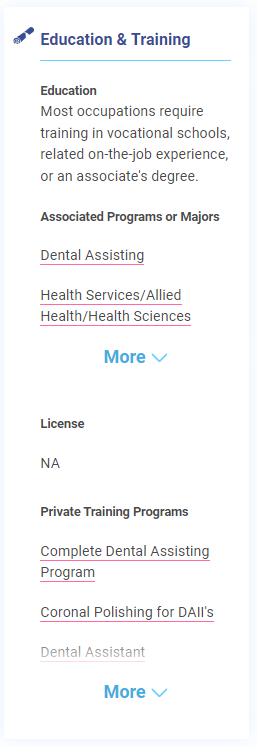 Education & Training
Education
Most occupations require
training in vocational schools,
related on-the-job experience,
or an associate's degree.
Associated Programs or Majors
Dental Assisting
Health Services/Allied
Health/Health Sciences
More
License
NA
Private Training Programs
Complete Dental Assisting
Program
Coronal Polishing for DAII's
Dental Assistant
More